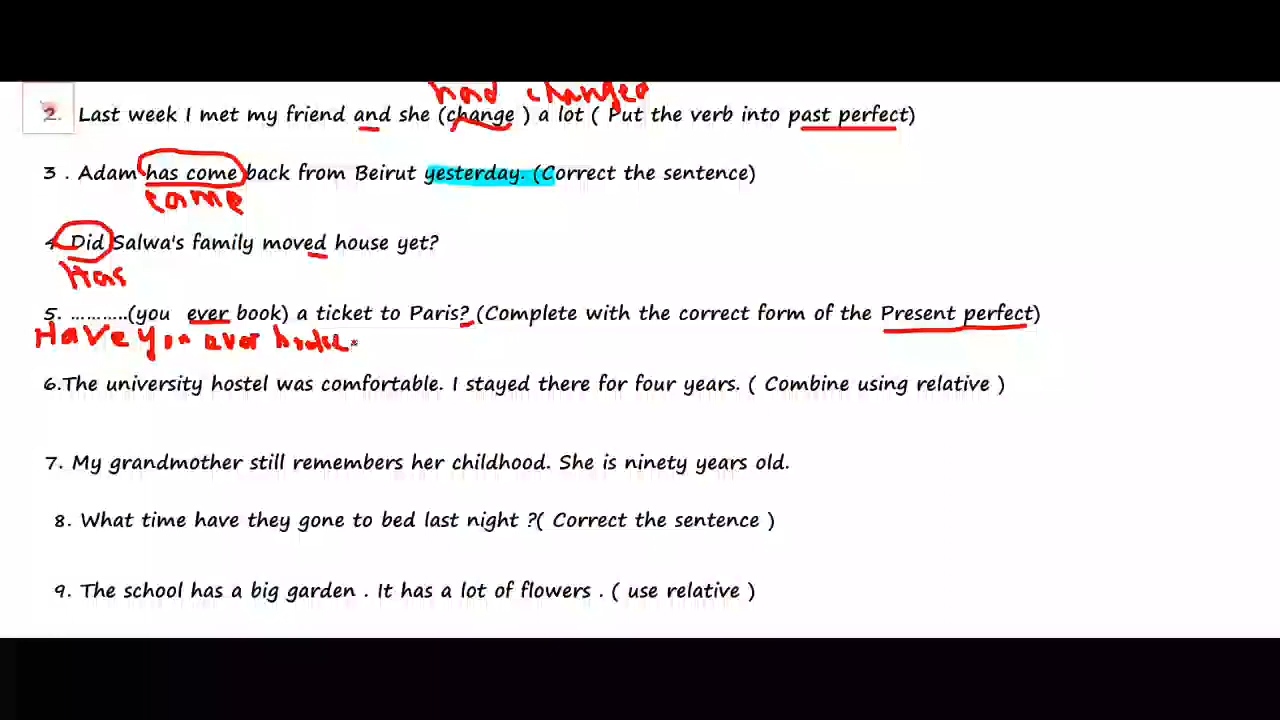 had changed
2. Last week I met my friend and she (change ) a lot ( Put the verb into past perfect)
3 . Adam has come back from Beirut yesterday. (Correct the sentence)
came
4. Did Salwa's family moved house yet?
Has
5. ...........(you ever book) a ticket to Paris? (Complete with the correct form of the Present perfect)
Have you ever
6.The university hostel was comfortable. I stayed there for four years. ( Combine using relative )
7. My grandmother still remembers her childhood. She is ninety years old.
8. What time have they gone to bed last night ?( Correct the sentence )
9. The school has a big garden . It has a lot of flowers . ( use relative )